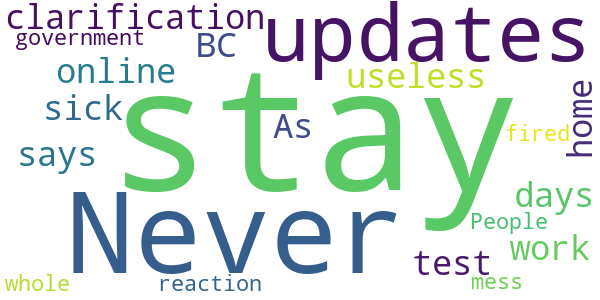 clarification
updates
government
BC
online
useless
sick
As
home
stay
fired
says
Never
days
People
work
test
whole
reaction
mess